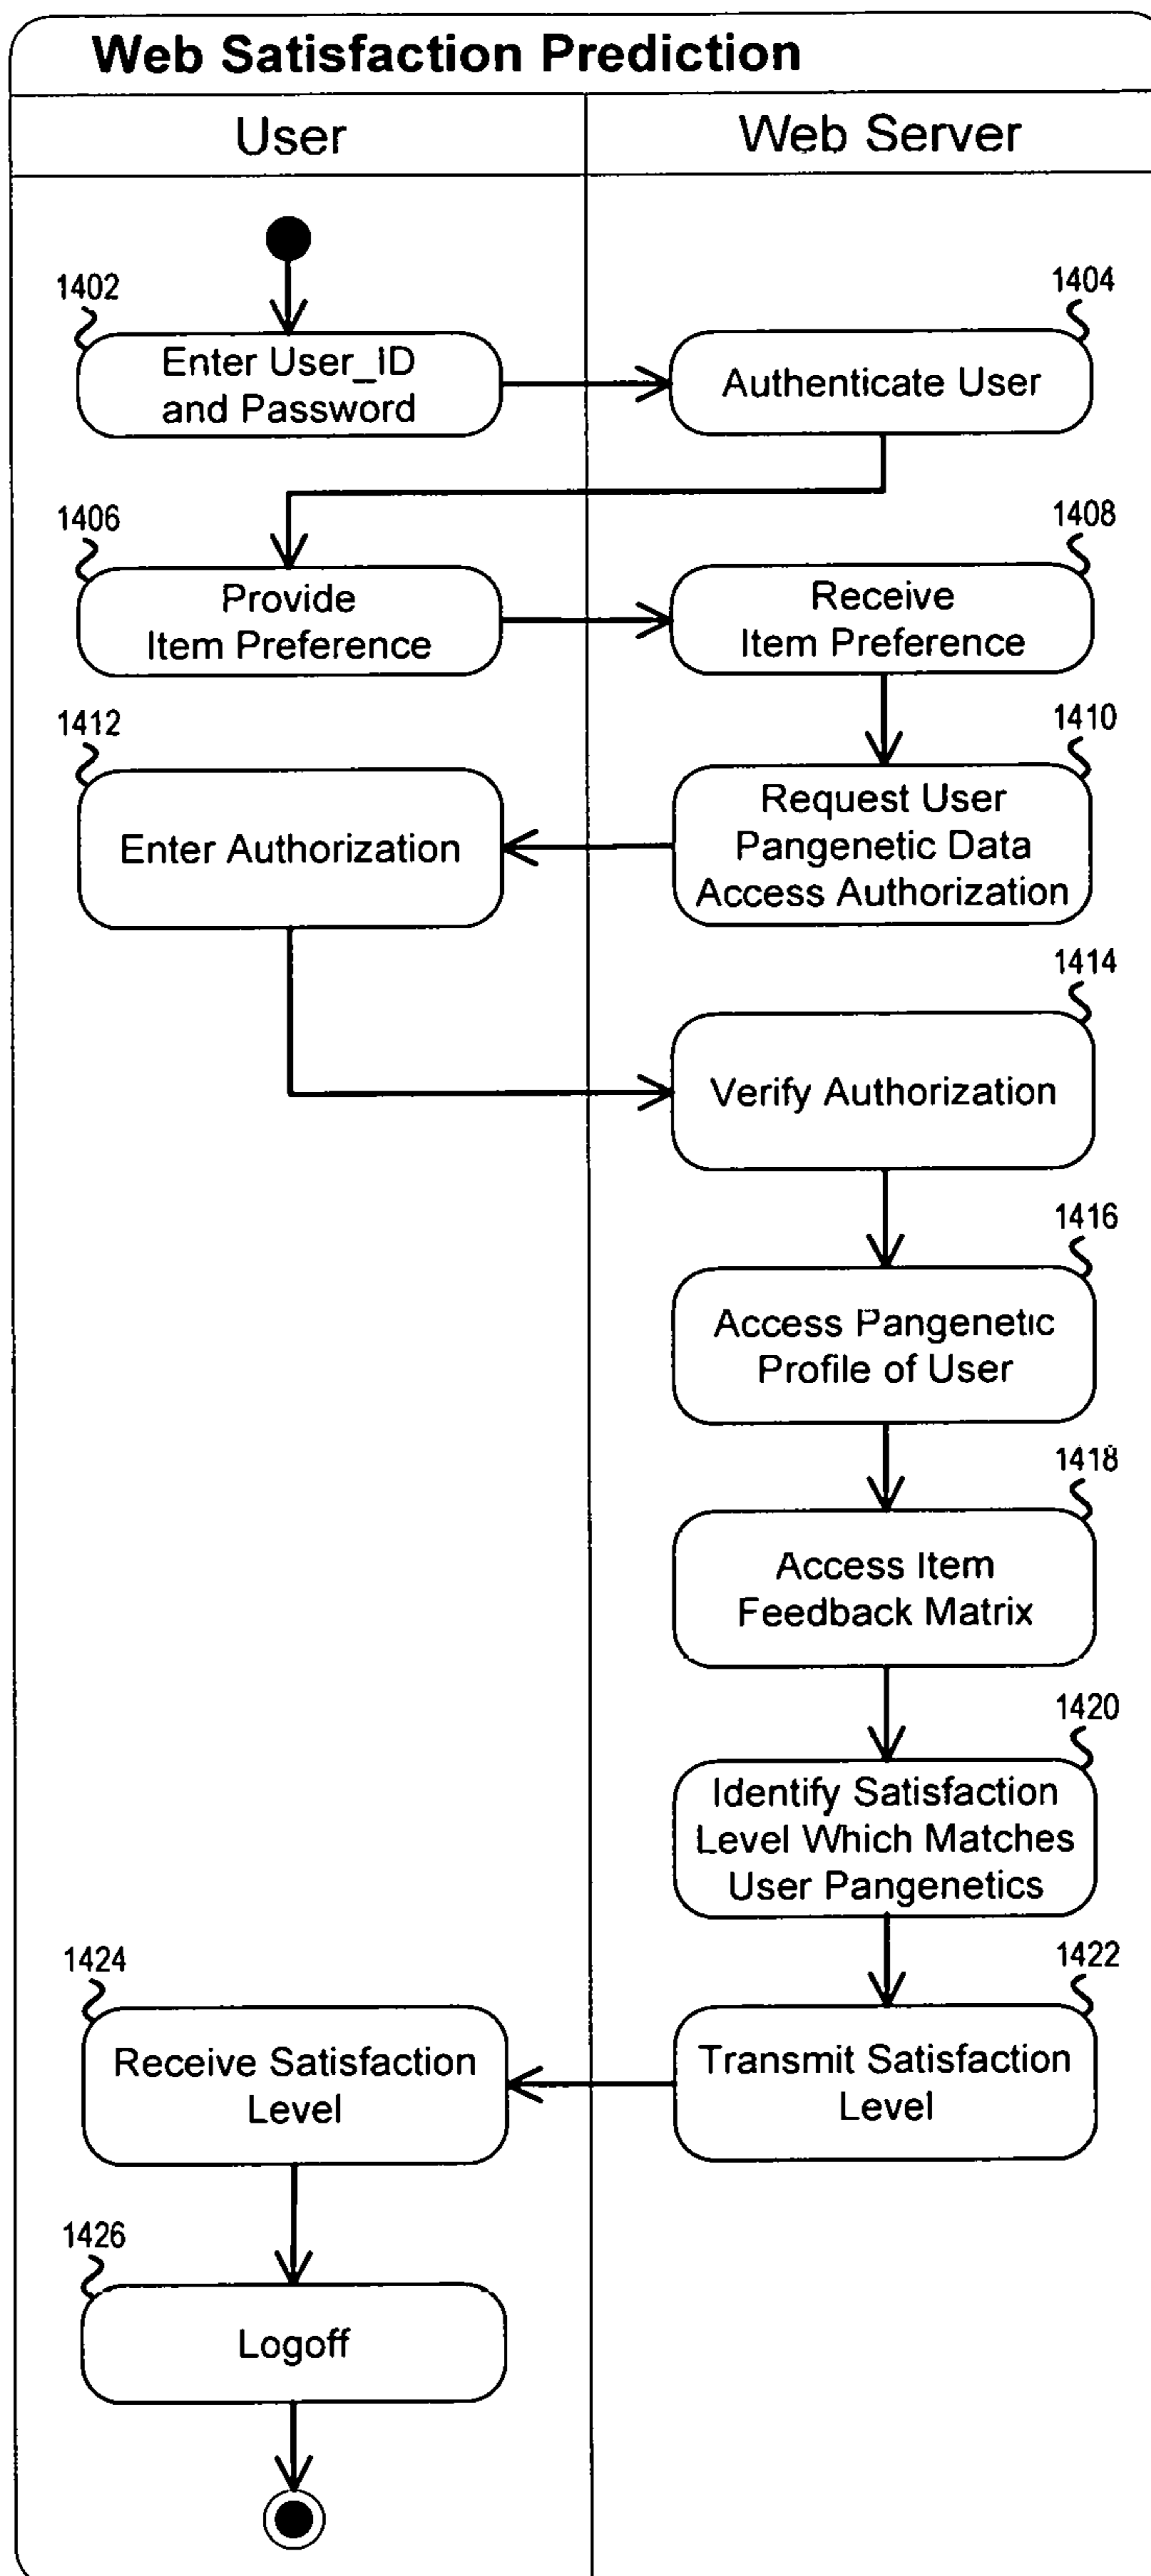 Web Satisfaction Prediction
User
Web Server
1402
Enter User_ID
and Password
1404
Authenticate User
1406
Provide
Item Preference
1408
Receive
Item Preference
1410
Request User
Pangenetic Data
Access Authorization
1412
Enter Authorization
1414
Verify Authorization
1416
Access Pangenetic
Profile of User
1418
Access Item
Feedback Matrix
1420
Identify Satisfaction
Level Which Matches
User Pangenetics
1422
Transmit Satisfaction
Level
1424
Receive Satisfaction
Level
1426
Logoff